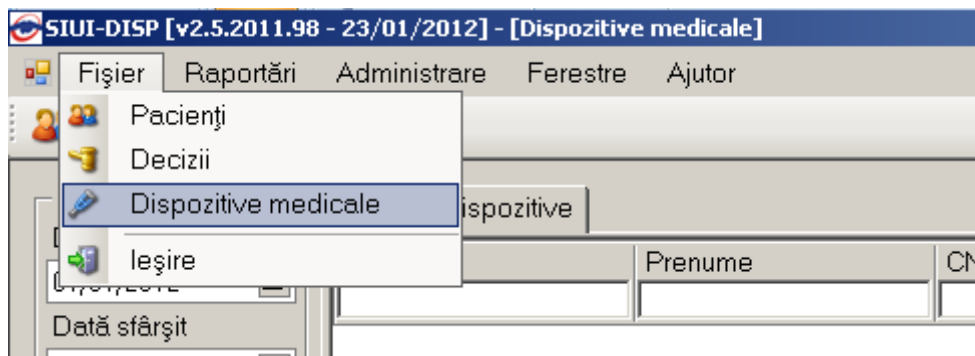 SIUI-DISP [v2.5.2011.98 - 23/01/2012] - [Dispozitive medicale]
Fişier Raportări Administrare Ferestre Ajutor
Pacienţi
Decizii
Dispozitive medicale
ispozitive
Ieşire
Prenume
CN
Dată sfârşit